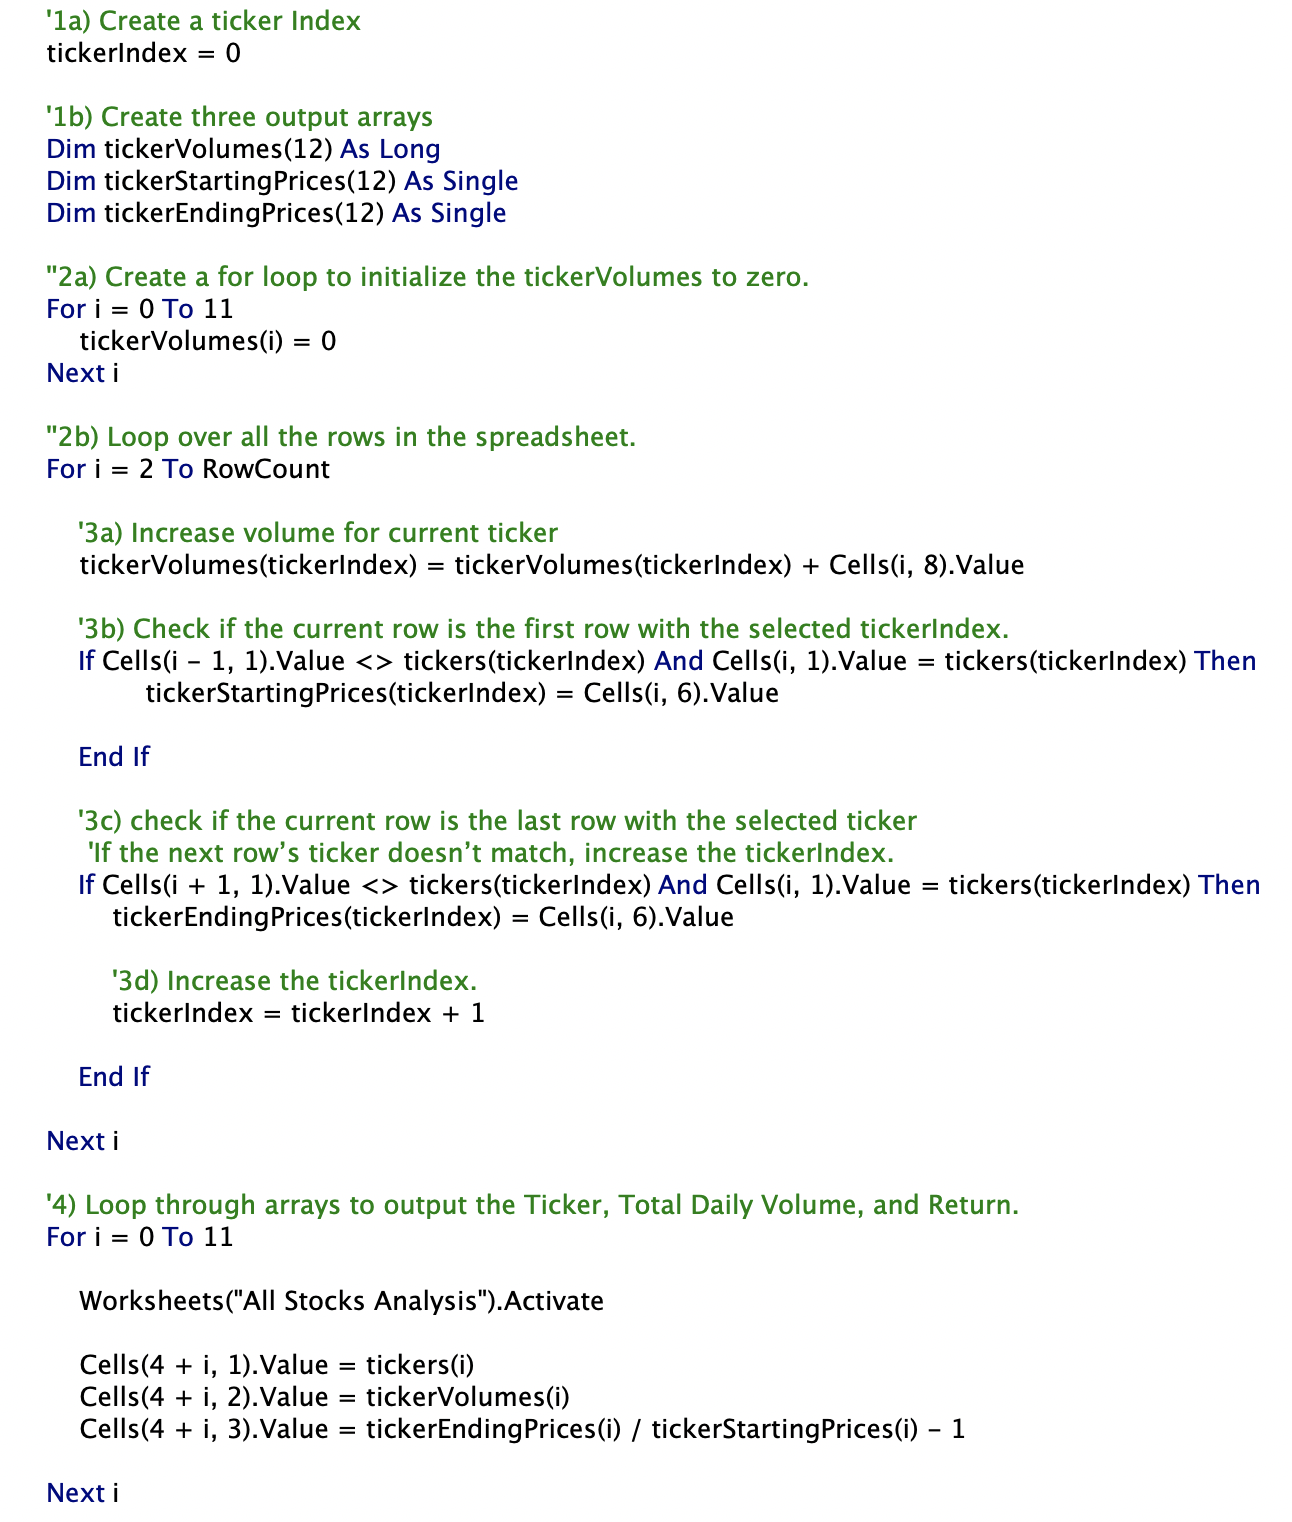 '1a) Create a ticker Index
tickerIndex = 0
'1b) Create three output arrays
Dim tickerVolumes(12) As Long
Dim tickerStartingPrices(12) As Single
Dim tickerEndingPrices(12) As Single
''2a) Create a for loop to initialize the tickerVolumes to zero.
For i = 0 To 11
tickerVolumes(i) = 0
Next i
''2b) Loop over all the rows in the spreadsheet.
For i = 2 To RowCount
'3a) Increase volume for current ticker
tickerVolumes(tickerIndex) = tickerVolumes(tickerIndex) + Cells(i, 8).Value
'3b) Check if the current row is the first row with the selected tickerIndex.
If Cells(i - 1, 1).Value <> tickers(tickerIndex) And Cells(i, 1).Value = tickers(tickerIndex) Then
tickerStartingPrices(tickerIndex) = Cells(i, 6).Value
End If
'3c) check if the current row is the last row with the selected ticker
'If the next row’s ticker doesn’t match, increase the tickerIndex.
If Cells(i + 1, 1).Value <> tickers(tickerIndex) And Cells(i, 1).Value = tickers(tickerIndex) Then
tickerEndingPrices(tickerIndex) = Cells(i, 6).Value
'3d) Increase the tickerIndex.
tickerIndex = tickerIndex + 1
End If
Next i
'4) Loop through arrays to output the Ticker, Total Daily Volume, and Return.
For i = 0 To 11
Worksheets("All Stocks Analysis").Activate
Cells(4 + i, 1).Value = tickers(i)
Cells(4 + i, 2).Value = tickerVolumes(i)
Cells(4 + i, 3).Value = tickerEndingPrices(i) / tickerStartingPrices(i) - 1
Next i